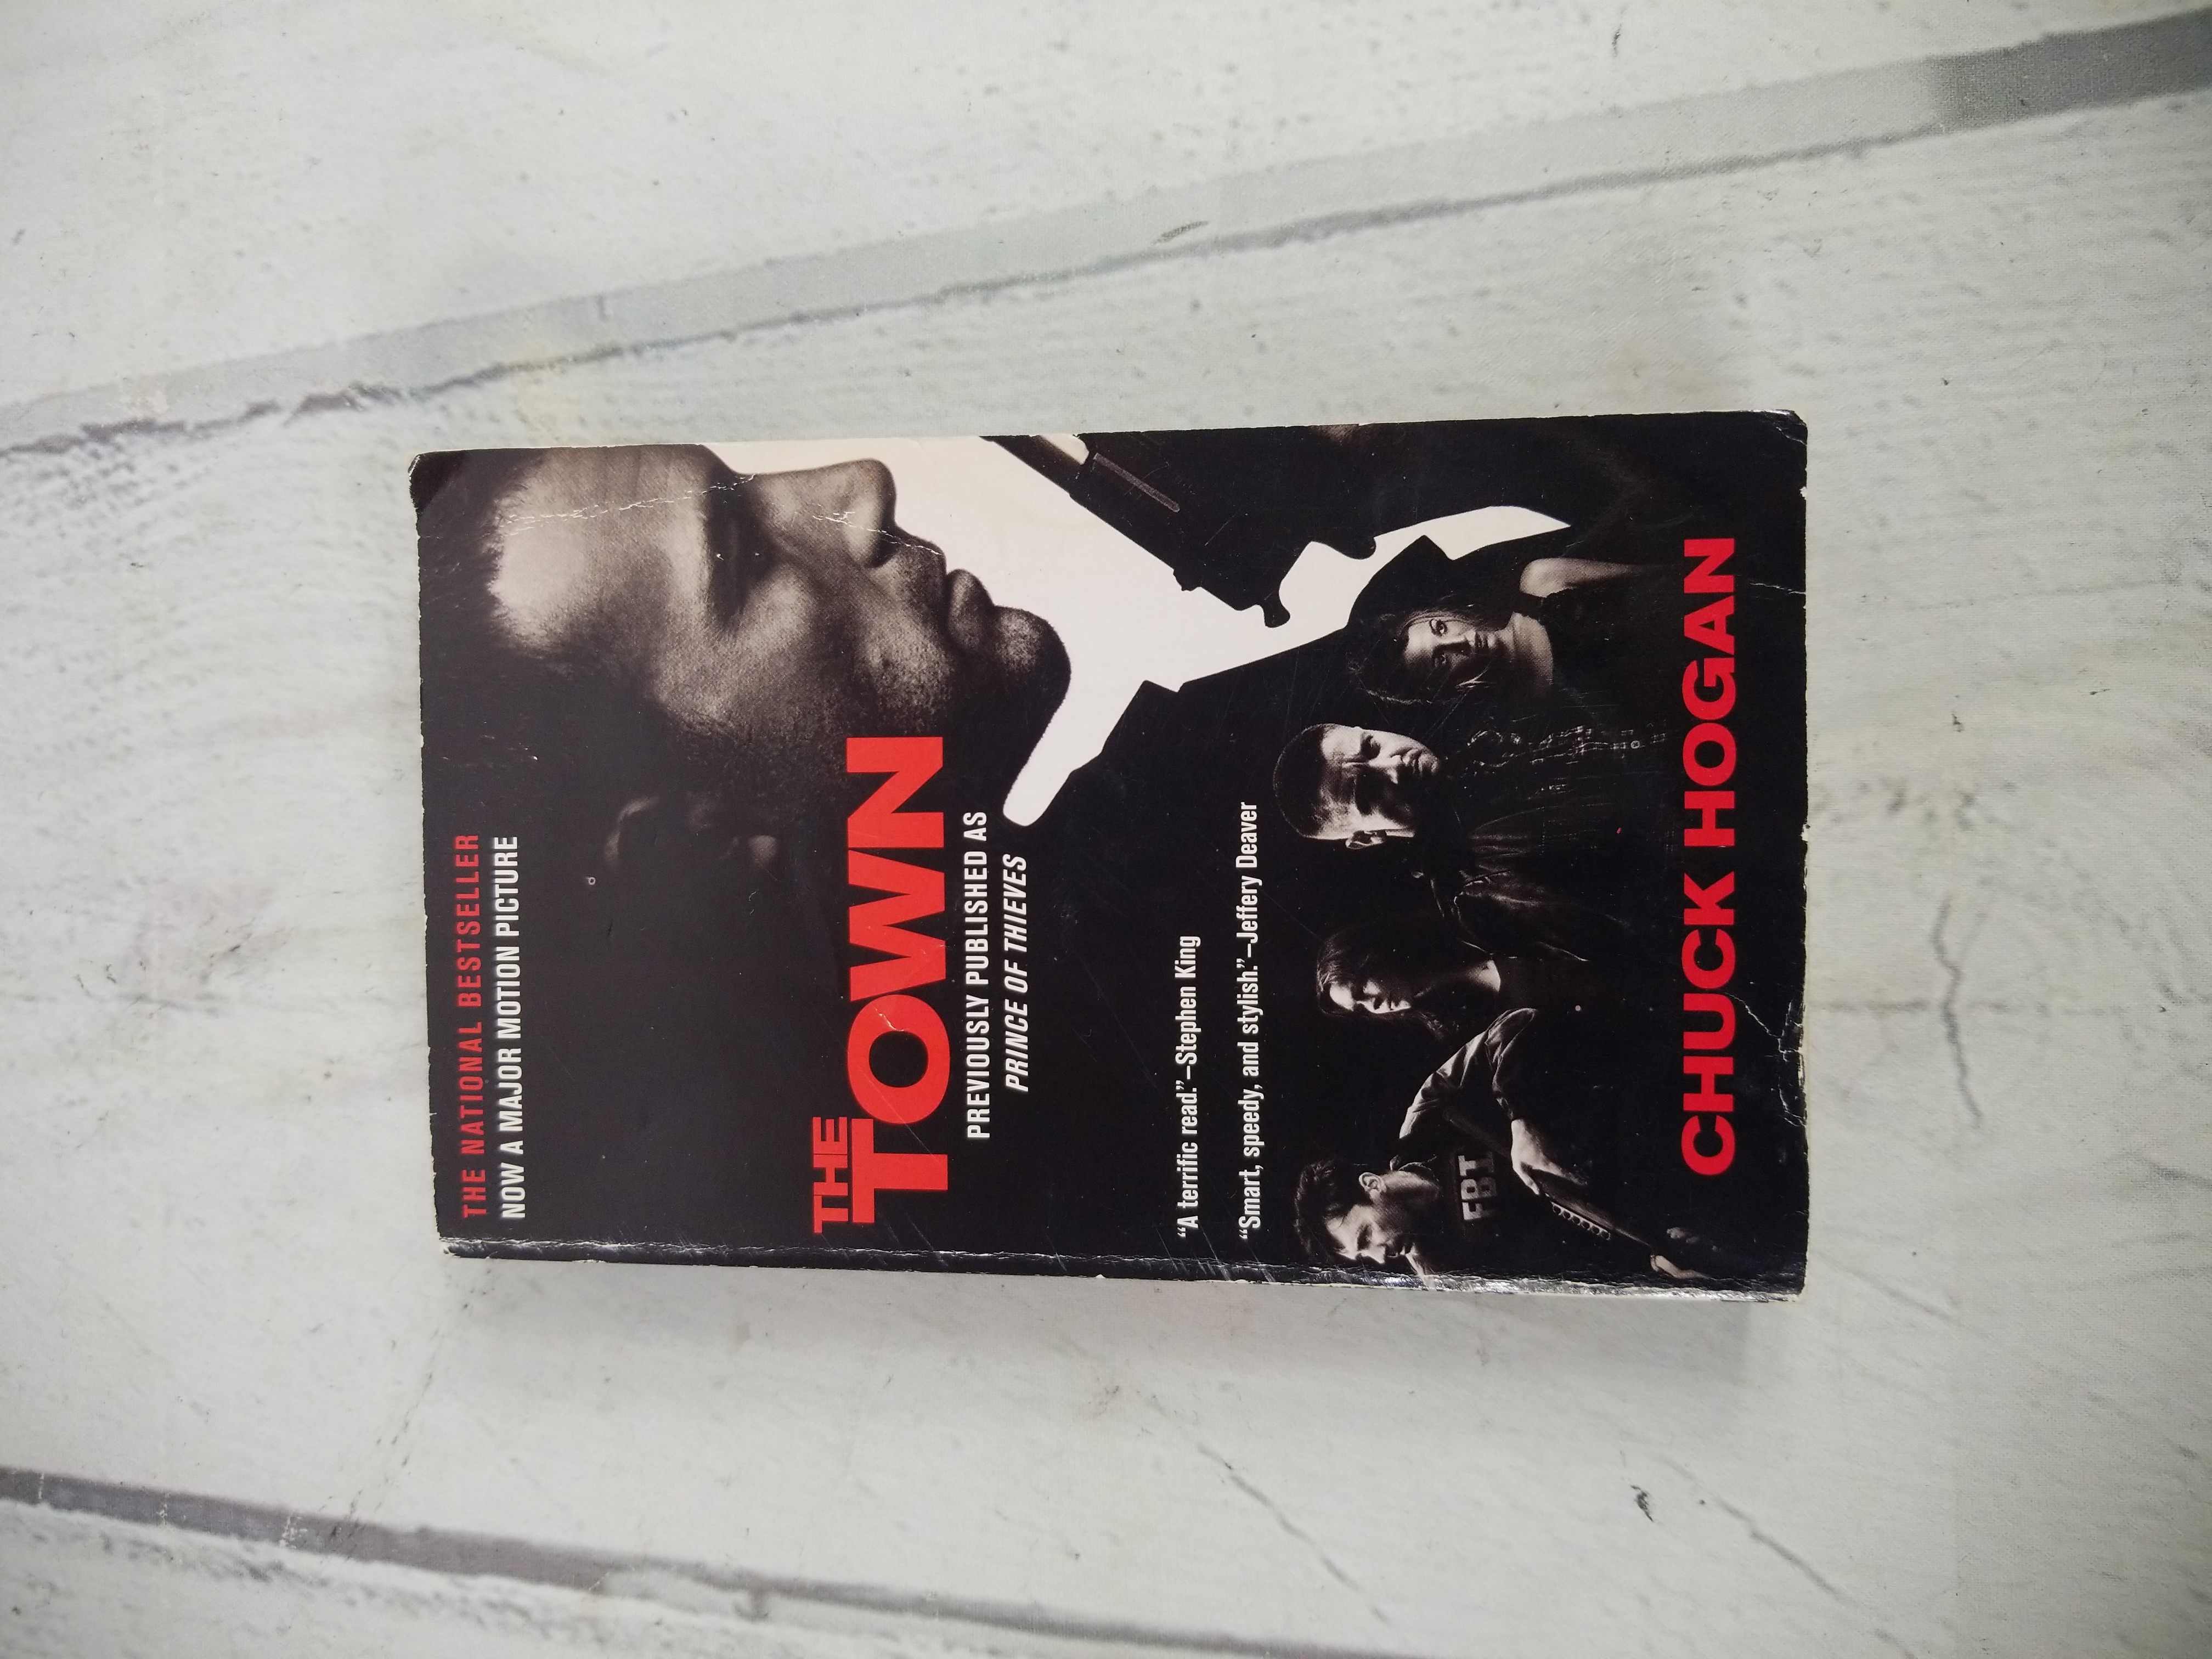 THE NATIONAL BESTSELLER
NOW A MAJOR MOTION PICTURE
THE
TOWN
PREVIOUSLY PUBLISHED AS
PRINCE OF THIEVES
“A terrific read.”–Stephen King
“Smart, speedy, and stylish.”–Jeffery Deaver
FBI
CHUCK HOGAN